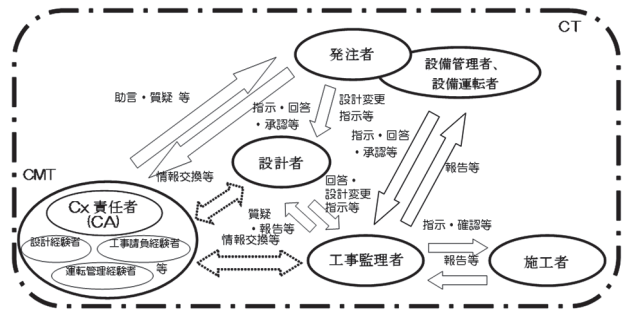 CT
発注者
設備管理者、
設備運転者
助言・質疑 等
指示・回答
・承認等
設計変更
指示等
指示・回答
・承認等
報告等
設計者
情報交換等
回答・
設計変更
指示等
CMT
Cx 責任者
(CA)
設計経験者
工事請負経験者
運転管理経験者
等
質疑
・報告等
情報交換等
工事監理者
指示・確認等
報告等
施工者